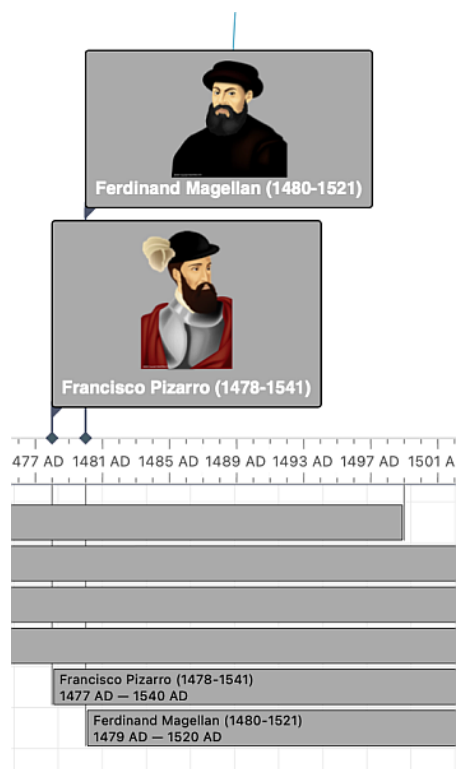 Ferdinand Magellan (1480-1521)
Francisco Pizarro (1478-1541)
477 AD 1481 AD 1485 AD 1489 AD 1493 AD 1497 AD 1501 A
Francisco Pizarro (1478-1541)
1477 AD — 1540 AD
Ferdinand Magellan (1480-1521)
1479 AD — 1520 AD